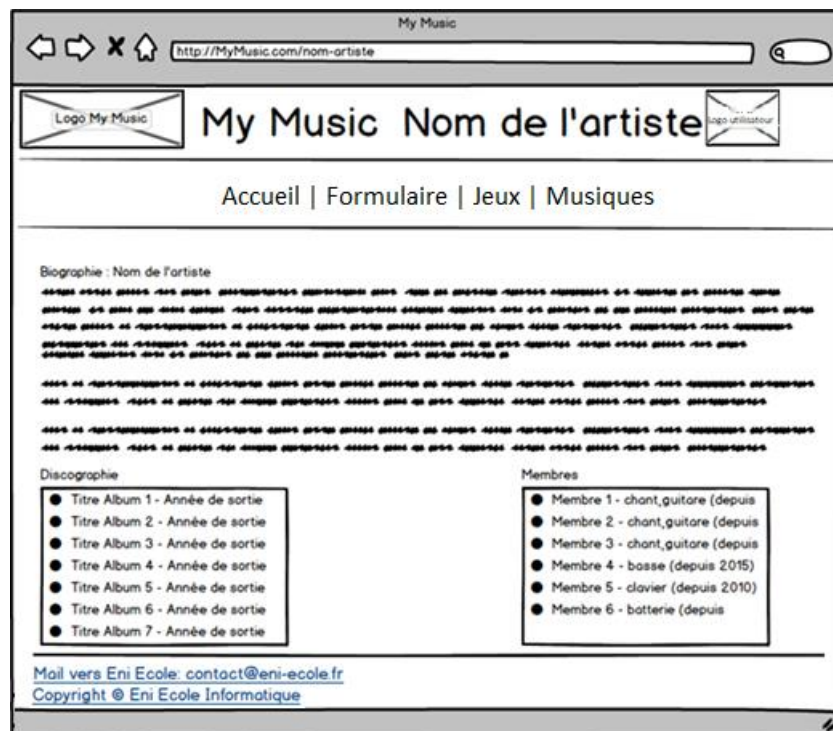 My Music
http://MyMusic.com/nom-artiste
Logo My Music
My Music Nom de l'artiste
Logo utilisateur
Accueil | Formulaire | Jeux | Musiques
Biographie : Nom de l'artiste
Discographie
Titre Album 1 - Année de sortie
Titre Album 2 - Année de sortie
Titre Album 3 - Année de sortie
Titre Album 4 - Année de sortie
Titre Album 5 - Année de sortie
Titre Album 6 - Année de sortie
Titre Album 7 - Année de sortie
Membres
Membre 1 - chant,guitare (depuis
Membre 2 - chant,guitare (depuis
Membre 3 - chant,guitare (depuis
Membre 4 - basse (depuis 2015)
Membre 5 - clavier (depuis 2010)
Membre 6 - batterie (depuis
Mail vers Eni Ecole: contact@eni-ecole.fr
Copyright © Eni Ecole Informatique